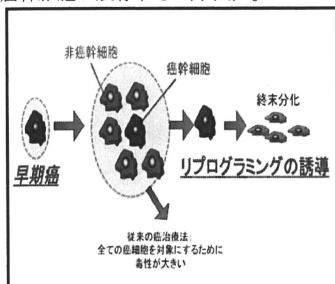 非癌幹細胞
癌幹細胞
終末分化
早期癌
リプログラミングの誘導
従来の癌治療法:
全ての癌細胞を対象にするために
毒性が大きい